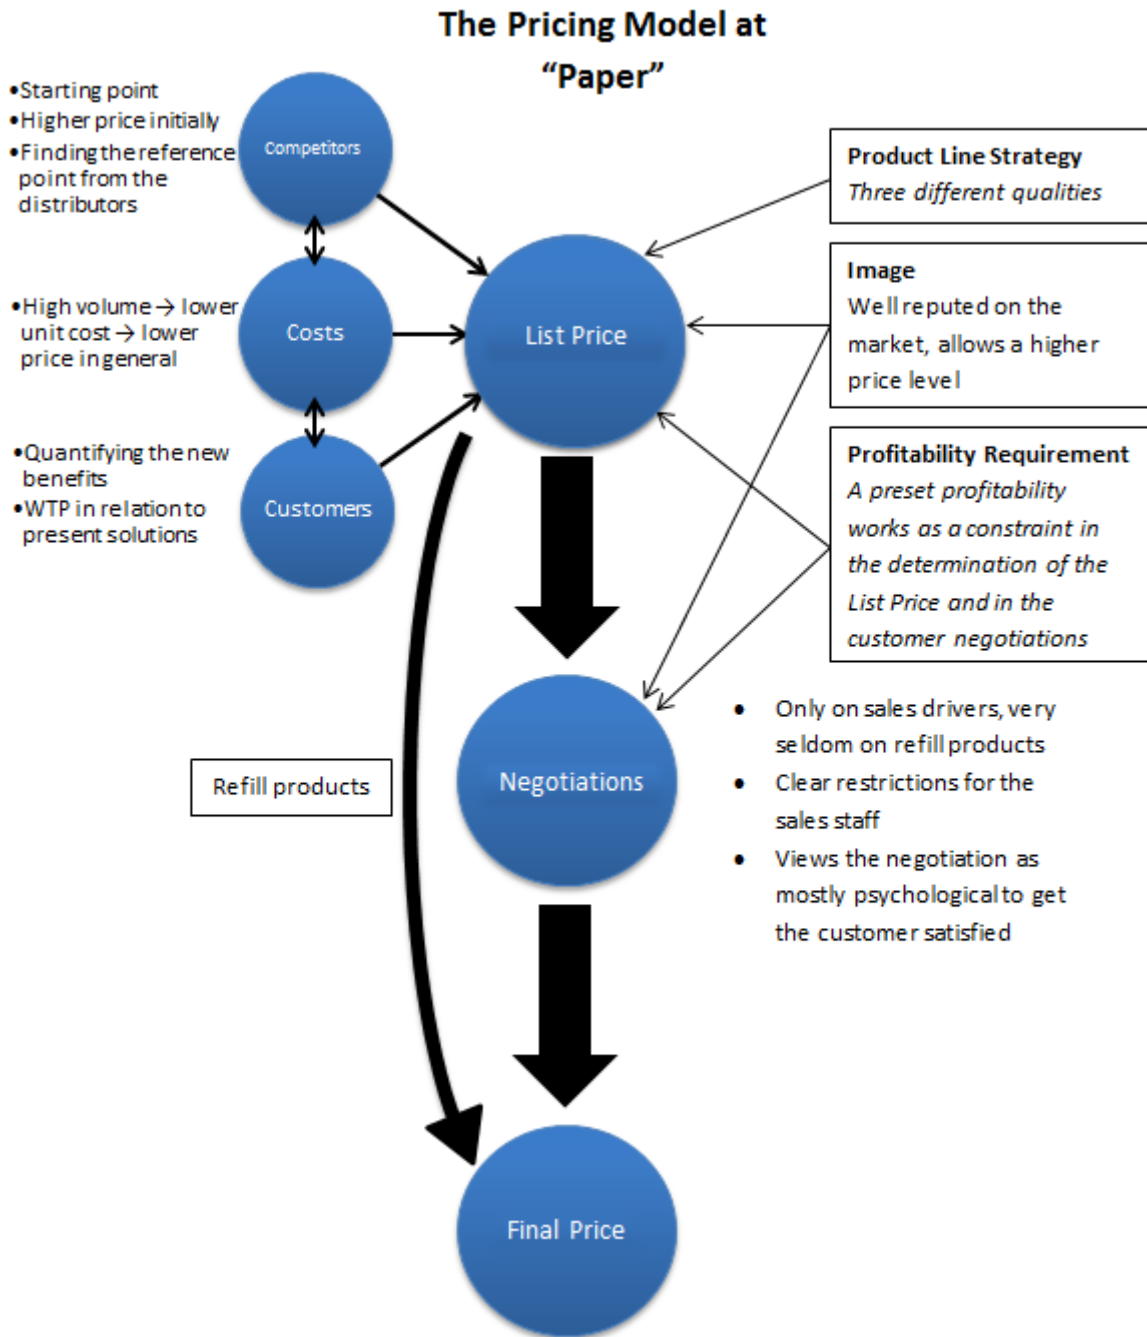 The Pricing Model at
“Paper”
•Starting point
•Higher price initially
•Finding the reference
point from the
distributors
Competitors
•High volume → lower
unit cost → lower
price in general
Costs
•Quantifying the new
benefits
•WTP in relation to
present solutions
Customers
List Price
Product Line Strategy
Three different qualities
Image
Well reputed on the
market, allows a higher
price level
Profitability Requirement
A preset profitability
works as a constraint in
the determination of the
List Price and in the
customer negotiations
Refill products
Negotiations
• Only on sales drivers, very
seldom on refill products
• Clear restrictions for the
sales staff
• Views the negotiation as
mostly psychological to get
the customer satisfied
Final Price